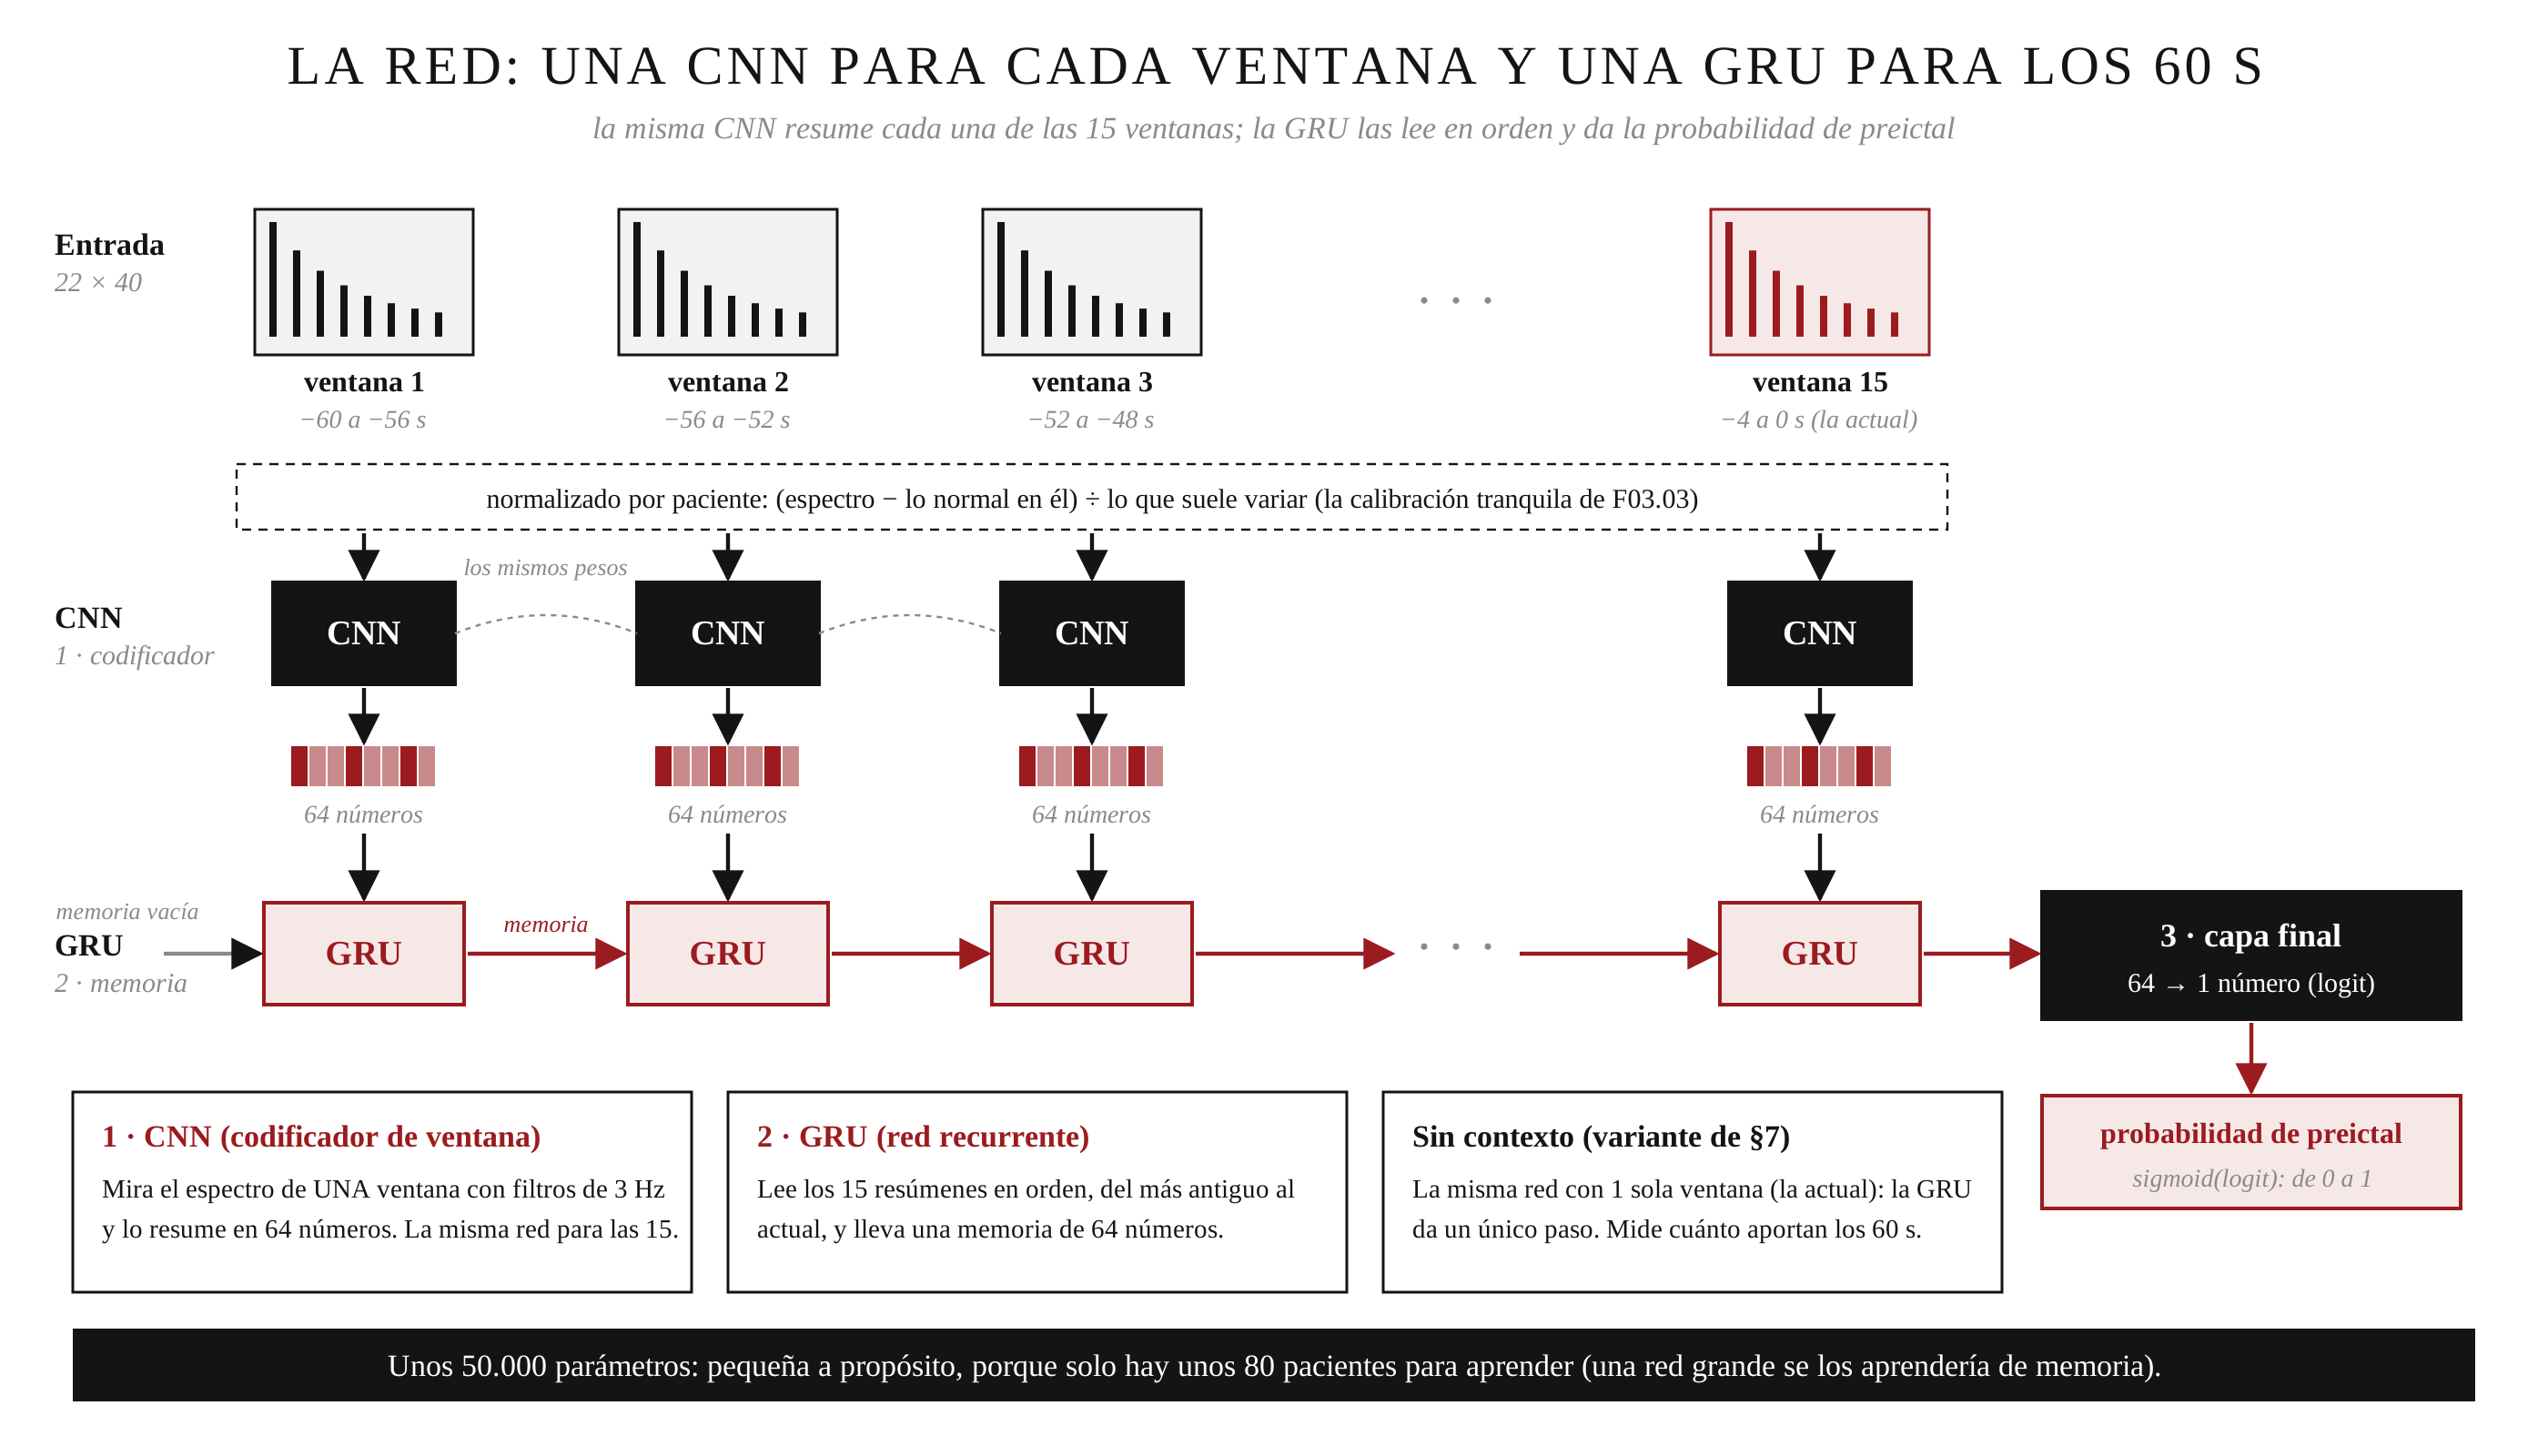 LA RED: UNA CNN PARA CADA VENTANA Y UNA GRU PARA LOS 60 S
la misma CNN resume cada una de las 15 ventanas; la GRU las lee en orden y da la probabilidad de preictal
Entrada
22 × 40
ventana 1
−60 a −56 s
ventana 2
−56 a −52 s
ventana 3
−52 a −48 s
. . .
ventana 15
−4 a 0 s (la actual)
normalizado por paciente: (espectro − lo normal en él) ÷ lo que suele variar (la calibración tranquila de F03.03)
los mismos pesos
CNN
1 · codificador
CNN
CNN
CNN
CNN
64 números
64 números
64 números
64 números
memoria vacía
GRU
2 · memoria
GRU
memoria
GRU
GRU
. . .
GRU
3 · capa final
64 → 1 número (logit)
probabilidad de preictal
sigmoid(logit): de 0 a 1
1 · CNN (codificador de ventana)
Mira el espectro de UNA ventana con filtros de 3 Hz
y lo resume en 64 números. La misma red para las 15.
2 · GRU (red recurrente)
Lee los 15 resúmenes en orden, del más antiguo al
actual, y lleva una memoria de 64 números.
Sin contexto (variante de §7)
La misma red con 1 sola ventana (la actual): la GRU
da un único paso. Mide cuánto aportan los 60 s.
Unos 50.000 parámetros: pequeña a propósito, porque solo hay unos 80 pacientes para aprender (una red grande se los aprendería de memoria).